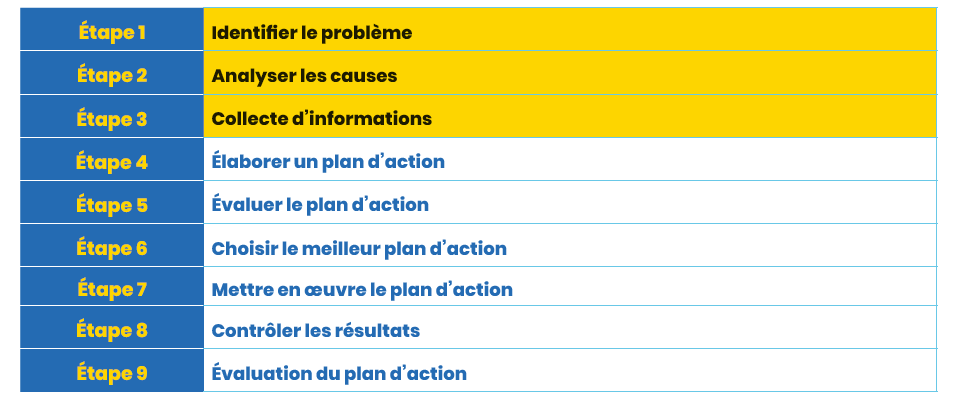 Étape 1 Identifier le problème
Étape 2 Analyser les causes
Étape 3 Collecte d’informations
Étape 4 Élaborer un plan d’action
Étape 5 Évaluer le plan d’action
Étape 6 Choisir le meilleur plan d’action
Étape 7 Mettre en œuvre le plan d’action
Étape 8 Contrôler les résultats
Étape 9 Évaluation du plan d’action